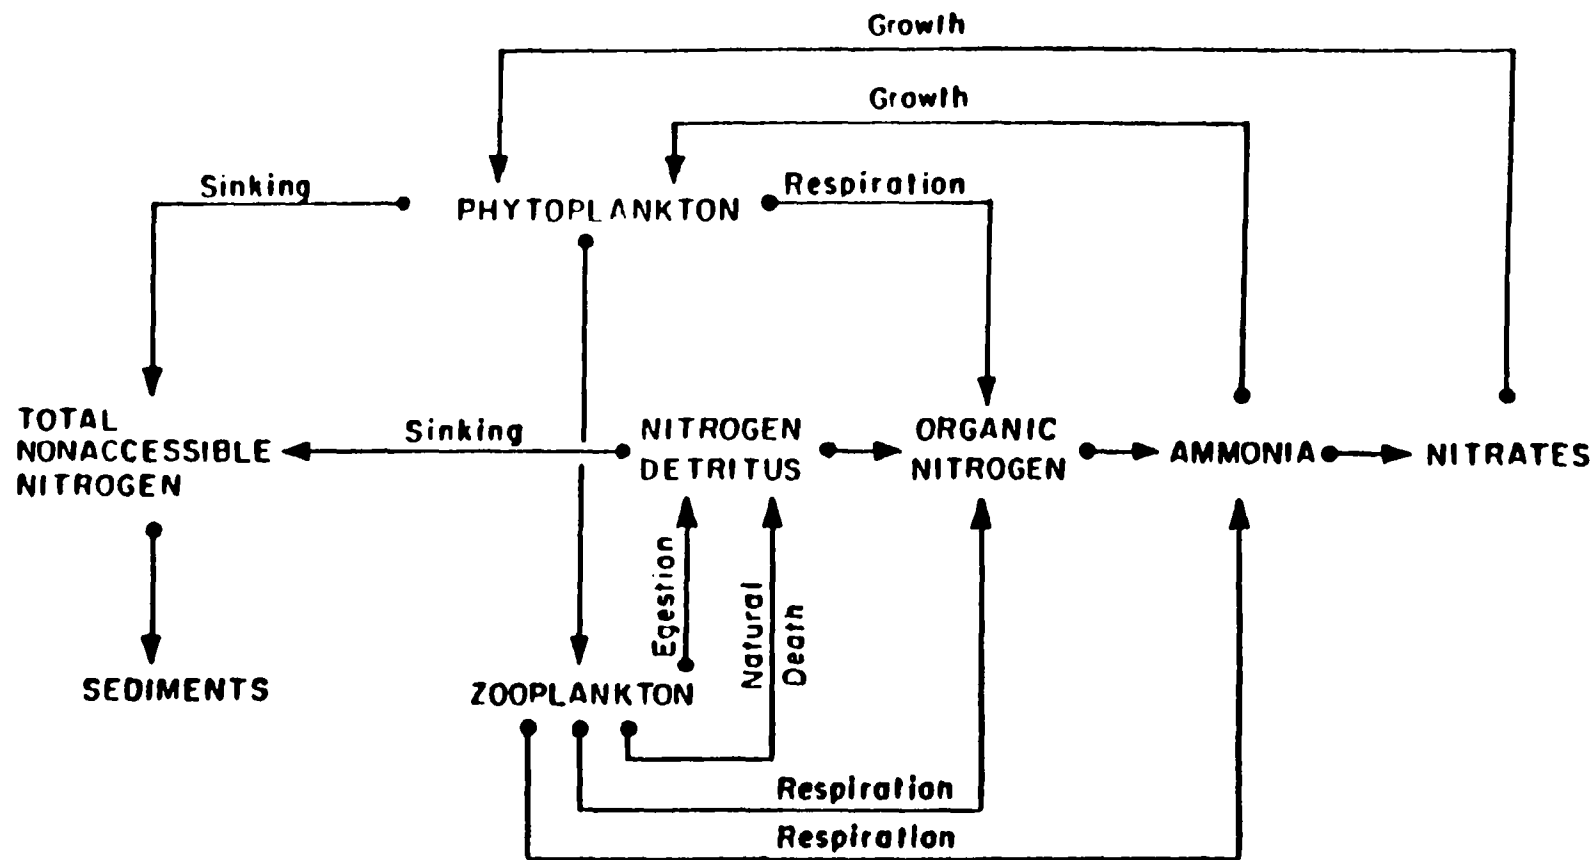 Growth
Growth
Sinking
Respiration
PHYTOPLANKTON
TOTAL
NONACCESSIBLE
NITROGEN
Sinking
NITROGEN
DETRITUS
ORGANIC
NITROGEN
AMMONIA
NITRATES
Egestion
Natural
Death
SEDIMENTS
ZOOPLANKTON
Respiration
Respiration